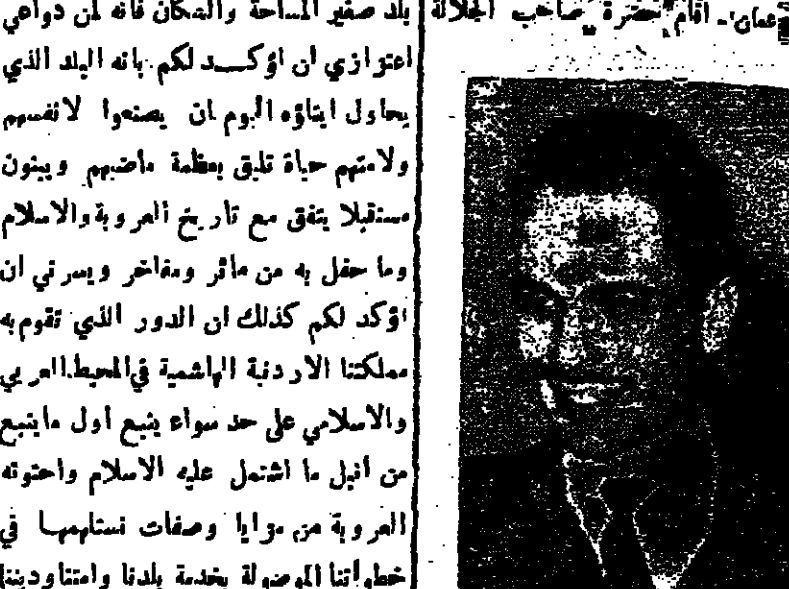 عمان - اقام حضرة صاحب الجلالة
بلد صغير المساحة والسكان فانه لمن دواعي
اعتزازي ان اؤكـــد لكم بانه البلد الذي
يحاول ابناؤه اليوم ان يصنعوا لانفسهم
ولامتهم حياة تليق بعظمة ماضيهم ويبنون
مستقبلا يتفق مع تاريخ العروبة والاسلام
وما حفل به من مآثر ومفاخر ويسرني ان
اؤكد لكم كذلك ان الدور الذي تقوم به
مملكتنا الاردنية الهاشمية في المحيط العربي
والاسلامي على حد سواء ينبع اول ماينبع
من أنبل ما اشتمل عليه الاسلام واحتوته
العروبة من مزايا وصفات نستلهمها في
خطواتنا الموصولة بخدمة بلدنا وامتنا وديننا